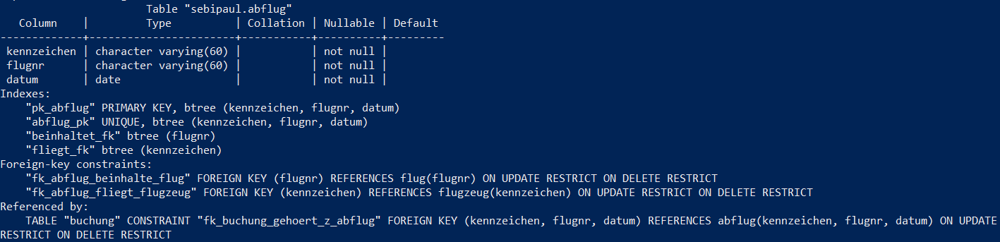 Table "sebipaul.abflug"
Column | Type | Collation | Nullable | Default
-------------+-----------------------+-----------+----------+---------
kennzeichen | character varying(60) | | not null |
flugnr | character varying(60) | | not null |
datum | date | | not null |
Indexes:
"pk_abflug" PRIMARY KEY, btree (kennzeichen, flugnr, datum)
"abflug_pk" UNIQUE, btree (kennzeichen, flugnr, datum)
"beinhaltet_fk" btree (flugnr)
"fliegt_fk" btree (kennzeichen)
Foreign-key constraints:
"fk_abflug_beinhalte_flug" FOREIGN KEY (flugnr) REFERENCES flug(flugnr) ON UPDATE RESTRICT ON DELETE RESTRICT
"fk_abflug_fliegt_flugzeug" FOREIGN KEY (kennzeichen) REFERENCES flugzeug(kennzeichen) ON UPDATE RESTRICT ON DELETE RESTRICT
Referenced by:
TABLE "buchung" CONSTRAINT "fk_buchung_gehoert_z_abflug" FOREIGN KEY (kennzeichen, flugnr, datum) REFERENCES abflug(kennzeichen, flugnr, datum) ON UPDATE
RESTRICT ON DELETE RESTRICT